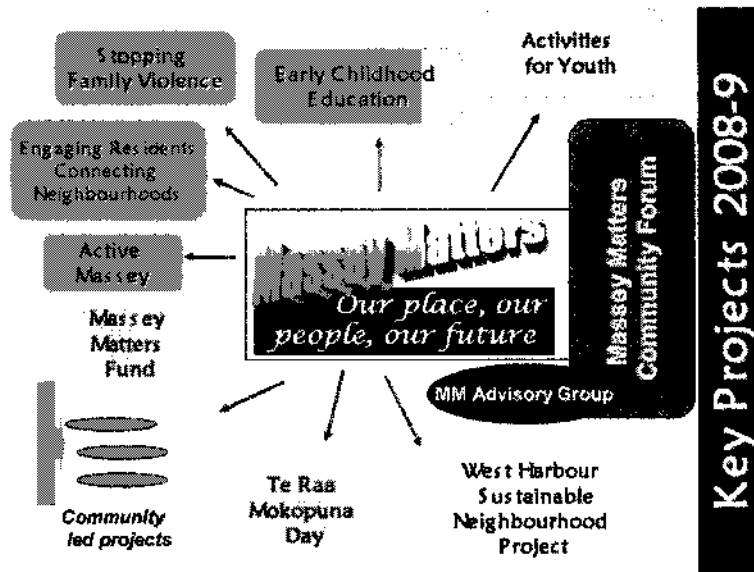 Stopping
Family Violence
Early Childhood
Education
Activities
for Youth
Engaging Residents
Connecting
Neighbourhoods
Active
Massey
Massey Matters
Our place, our
people, our future
Massey Matters
Community Forum
MM Advisory Group
Key Projects 2008-9
Massey
Matters
Fund
Community
led projects
Te Raa
Mokopuna
Day
West Harbour
Sustainable
Neighbourhood
Project